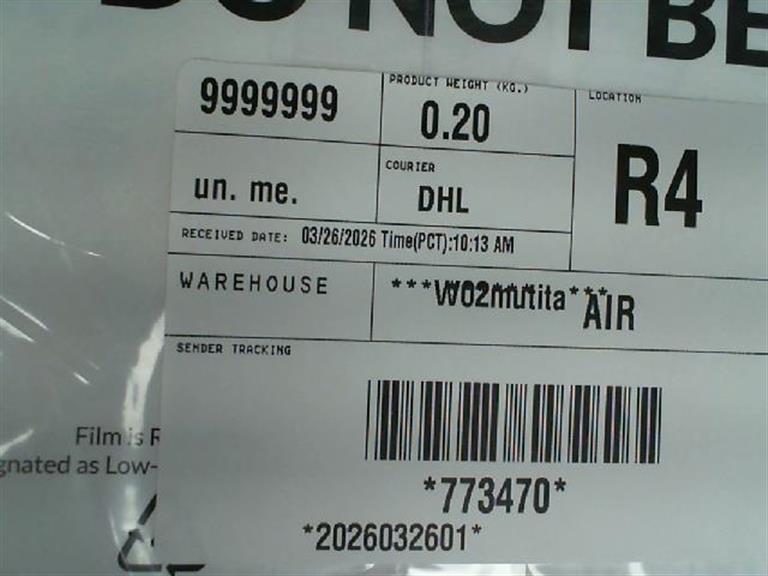 DO NOT BE
9999999
PRODUCT WEIGHT (KG.)
0.20
LOCATION
R4
un. me.
COURIER
DHL
RECEIVED DATE: 03/26/2026 Time(PCT):10:13 AM
WAREHOUSE
***W02mutita***
AIR
SENDER TRACKING
*773470*
*2026032601*
Film is
gnated as Low-